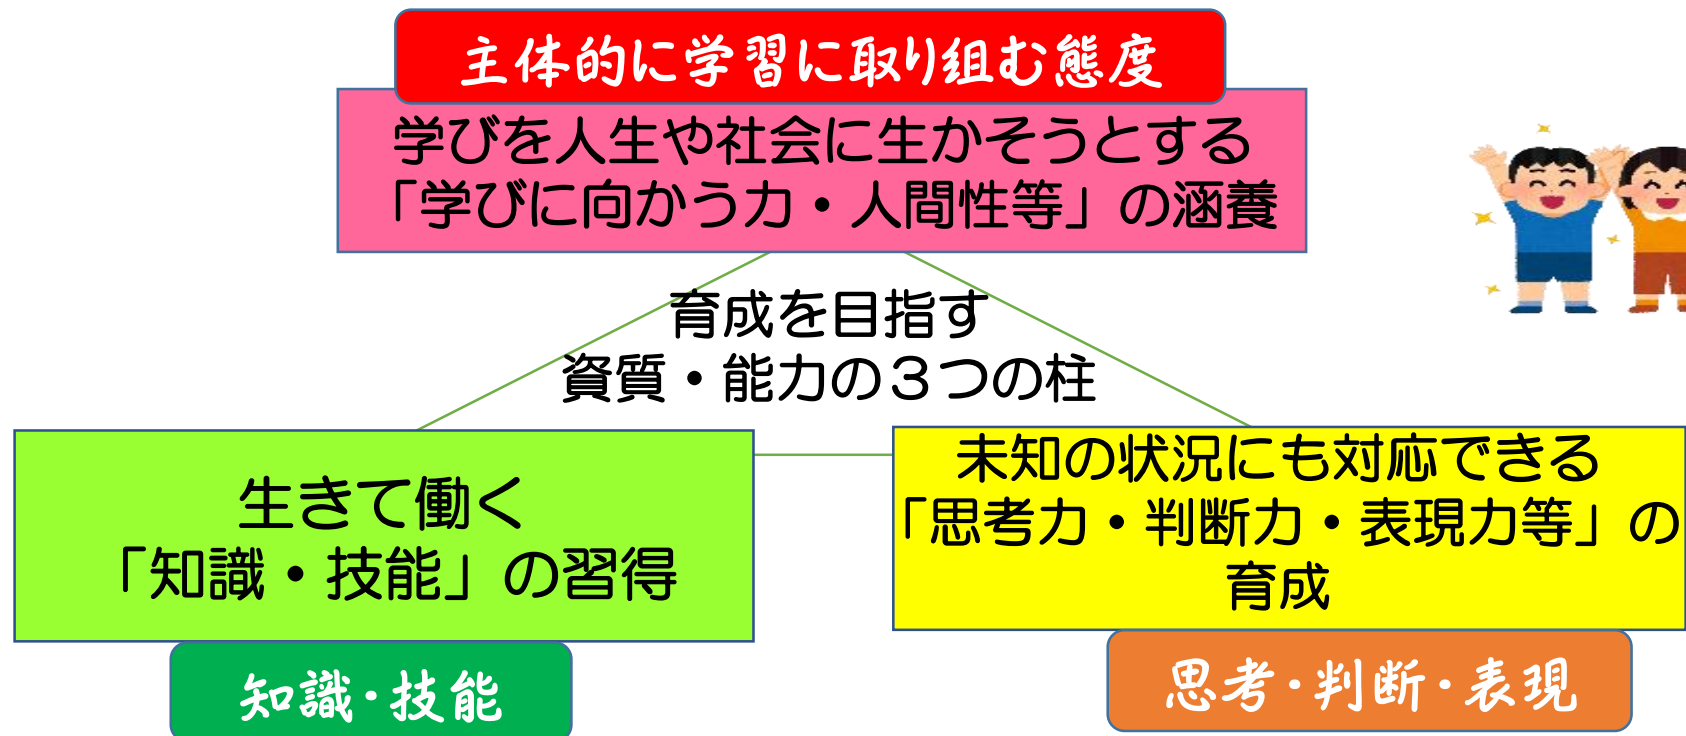 主体的に学習に取り組む態度
学びを人生や社会に生かそうとする
「学びに向かう力・人間性等」の涵養
育成を目指す
資質・能力の３つの柱
生きて働く
「知識・技能」の習得
未知の状況にも対応できる
「思考力・判断力・表現力等」の
育成
知識・技能
思考・判断・表現